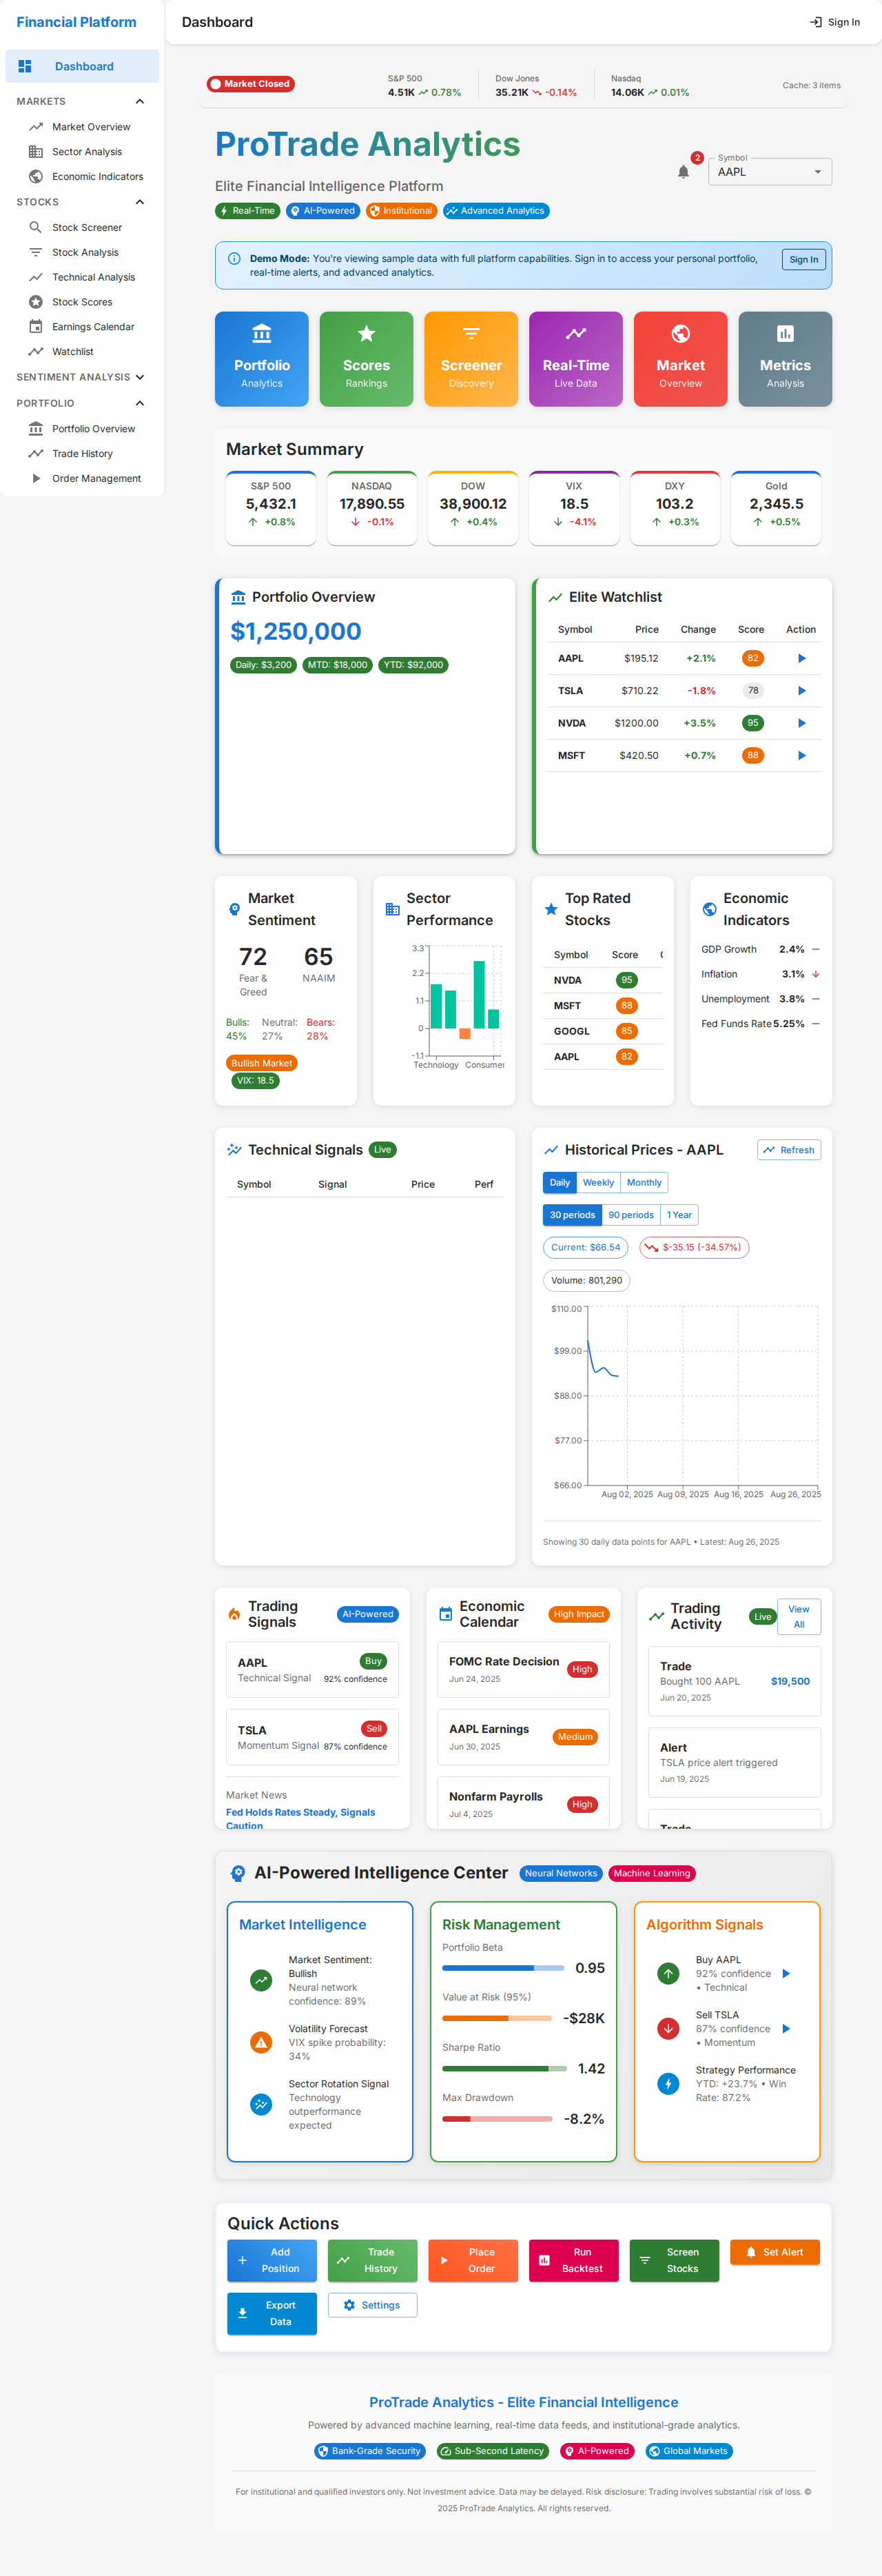 Financial Platform
Dashboard
Sign In
Dashboard
MARKETS
Market Overview
Sector Analysis
Economic Indicators
STOCKS
Stock Screener
Stock Analysis
Technical Analysis
Stock Scores
Earnings Calendar
Watchlist
SENTIMENT ANALYSIS
PORTFOLIO
Portfolio Overview
Trade History
Order Management
Market Closed
S&P 500
4.51K 0.78%
Dow Jones
35.21K -0.14%
Nasdaq
14.06K 0.01%
Cache: 3 items
ProTrade Analytics
Elite Financial Intelligence Platform
Real-Time AI-Powered Institutional Advanced Analytics
2
Symbol
AAPL
Demo Mode: You're viewing sample data with full platform capabilities. Sign in to access your personal portfolio,
real-time alerts, and advanced analytics.
Sign In
Portfolio
Analytics
Scores
Rankings
Screener
Discovery
Real-Time
Live Data
Market
Overview
Metrics
Analysis
Market Summary
S&P 500
5,432.1
+0.8%
NASDAQ
17,890.55
-0.1%
DOW
38,900.12
+0.4%
VIX
18.5
-4.1%
DXY
103.2
+0.3%
Gold
2,345.5
+0.5%
Portfolio Overview
$1,250,000
Daily: $3,200 MTD: $18,000 YTD: $92,000
Elite Watchlist
Symbol Price Change Score Action
AAPL $195.12 +2.1% 82
TSLA $710.22 -1.8% 78
NVDA $1200.00 +3.5% 95
MSFT $420.50 +0.7% 88
Market
Sentiment
72
Fear &
Greed
65
NAAIM
Bulls:
45%
Neutral:
27%
Bears:
28%
Bullish Market
VIX: 18.5
Sector
Performance
3.3
2.2
1.1
0
-1.1
Technology Consumer
Top Rated
Stocks
Symbol Score
NVDA 95
MSFT 88
GOOGL 85
AAPL 82
Economic
Indicators
GDP Growth 2.4%
Inflation 3.1%
Unemployment 3.8%
Fed Funds Rate 5.25%
Technical Signals Live
Symbol Signal Price Perf
Historical Prices - AAPL
Refresh
Daily Weekly Monthly
30 periods 90 periods 1 Year
Current: $66.54 $-35.15 (-34.57%)
Volume: 801,290
$110.00
$99.00
$88.00
$77.00
$66.00
Aug 02, 2025 Aug 09, 2025 Aug 16, 2025 Aug 26, 2025
Showing 30 daily data points for AAPL • Latest: Aug 26, 2025
Trading
Signals
AI-Powered
AAPL
Technical Signal
Buy
92% confidence
TSLA
Momentum Signal
Sell
87% confidence
Market News
Fed Holds Rates Steady, Signals
Caution
Economic
Calendar
High Impact
FOMC Rate Decision
Jun 24, 2025
High
AAPL Earnings
Jun 30, 2025
Medium
Nonfarm Payrolls
Jul 4, 2025
High
Trading
Activity
Live
View
All
Trade
Bought 100 AAPL
Jun 20, 2025
$19,500
Alert
TSLA price alert triggered
Jun 19, 2025
Trade
AI-Powered Intelligence Center Neural Networks Machine Learning
Market Intelligence
Market Sentiment:
Bullish
Neural network
confidence: 89%
Volatility Forecast
VIX spike probability:
34%
Sector Rotation Signal
Technology
outperformance
expected
Risk Management
Portfolio Beta
0.95
Value at Risk (95%)
-$28K
Sharpe Ratio
1.42
Max Drawdown
-8.2%
Algorithm Signals
Buy AAPL
92% confidence
• Technical
Sell TSLA
87% confidence
• Momentum
Strategy Performance
YTD: +23.7% • Win
Rate: 87.2%
Quick Actions
Add
Position
Trade
History
Place
Order
Run
Backtest
Screen
Stocks
Set Alert
Export
Data
Settings
ProTrade Analytics - Elite Financial Intelligence
Powered by advanced machine learning, real-time data feeds, and institutional-grade analytics.
Bank-Grade Security Sub-Second Latency AI-Powered Global Markets
For institutional and qualified investors only. Not investment advice. Data may be delayed. Risk disclosure: Trading involves substantial risk of loss. ©
2025 ProTrade Analytics. All rights reserved.